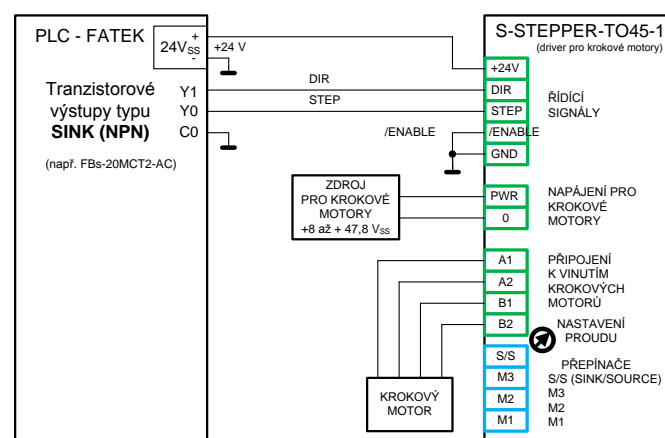 PLC - FATEK
24VSS
+
-
+24 V
Tranzistorové
výstupy typu
SINK (NPN)
(např. FBs-20MCT2-AC)
Y1
Y0
C0
DIR
STEP
/ENABLE
S-STEPPER-TO45-1
(driver pro krokové motory)
+24V
DIR
STEP
/ENABLE
GND
ŘÍDÍCÍ
SIGNÁLY
ZDROJ
PRO KROKOVÉ
MOTORY
+8 až + 47,8 VSS
PWR
0
NAPÁJENÍ PRO
KROKOVÉ
MOTORY
A1
A2
B1
B2
PŘIPOJENÍ
K VINUTÍM
KROKOVÝCH
MOTORŮ
NASTAVENÍ
PROUDU
KROKOVÝ
MOTOR
S/S
M3
M2
M1
PŘEPÍNAČE
S/S (SINK/SOURCE)
M3
M2
M1